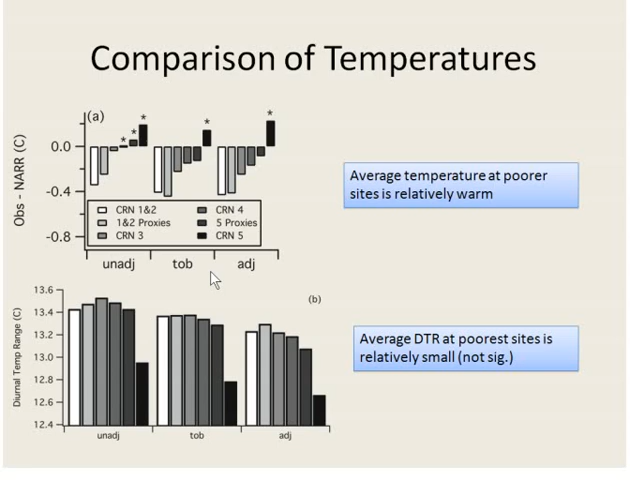 Comparison of Temperatures
(a)
* * * * *
Obs - NARR (C)
0.0
-0.4
-0.8
CRN 1&2
CRN 4
1&2 Proxies
5 Proxies
CRN 3
CRN 5
unadj tob adj
Average temperature at poorer
sites is relatively warm
(b)
Diurnal Temp Range (C)
13.6
13.4
13.2
13.0
12.8
12.6
12.4
unadj tob adj
Average DTR at poorest sites is
relatively small (not sig.)